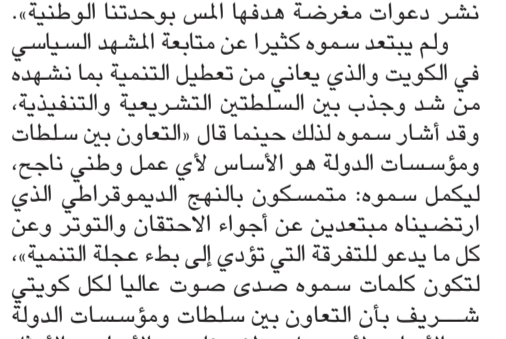 نشر دعوات مغرضة هدفها المس بوحدتنا الوطنية».
ولم يبتعد سموه كثيرا عن متابعة المشهد السياسي
في الكويت والذي يعاني من تعطيل التنمية بما نشهده
من شد وجذب بين السلطتين التشريعية والتنفيذية،
وقد أشار سموه لذلك حينما قال «التعاون بين سلطات
ومؤسسات الدولة هو الأساس لأي عمل وطني ناجح،
ليكمل سموه: متمسكون بالنهج الديموقراطي الذي
ارتضيناه مبتعدين عن أجواء الاحتقان والتوتر وعن
كل ما يدعو للتفرقة التي تؤدي إلى بطء عجلة التنمية»،
لتكون كلمات سموه صدى صوت عاليا لكل كويتي
شريف بأن التعاون بين سلطات ومؤسسات الدولة